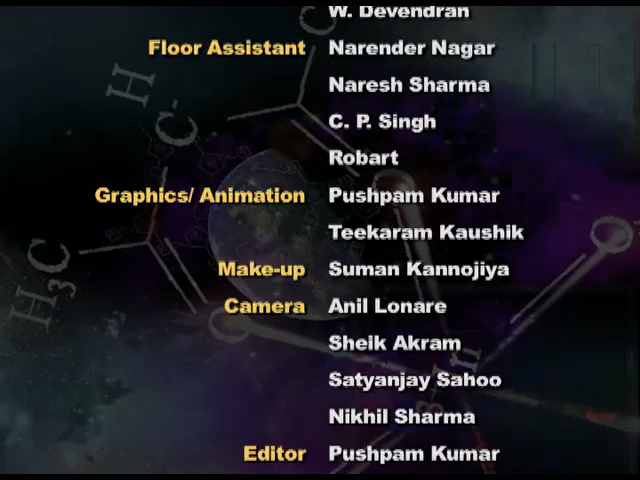 W. Devendran
Floor Assistant Narender Nagar
Naresh Sharma
C. P. Singh
Robart
Graphics/ Animation Pushpam Kumar
Teekaram Kaushik
Make-up Suman Kannojiya
Camera Anil Lonare
Sheik Akram
Satyanjay Sahoo
Nikhil Sharma
Editor Pushpam Kumar
H
C
C-
H3C